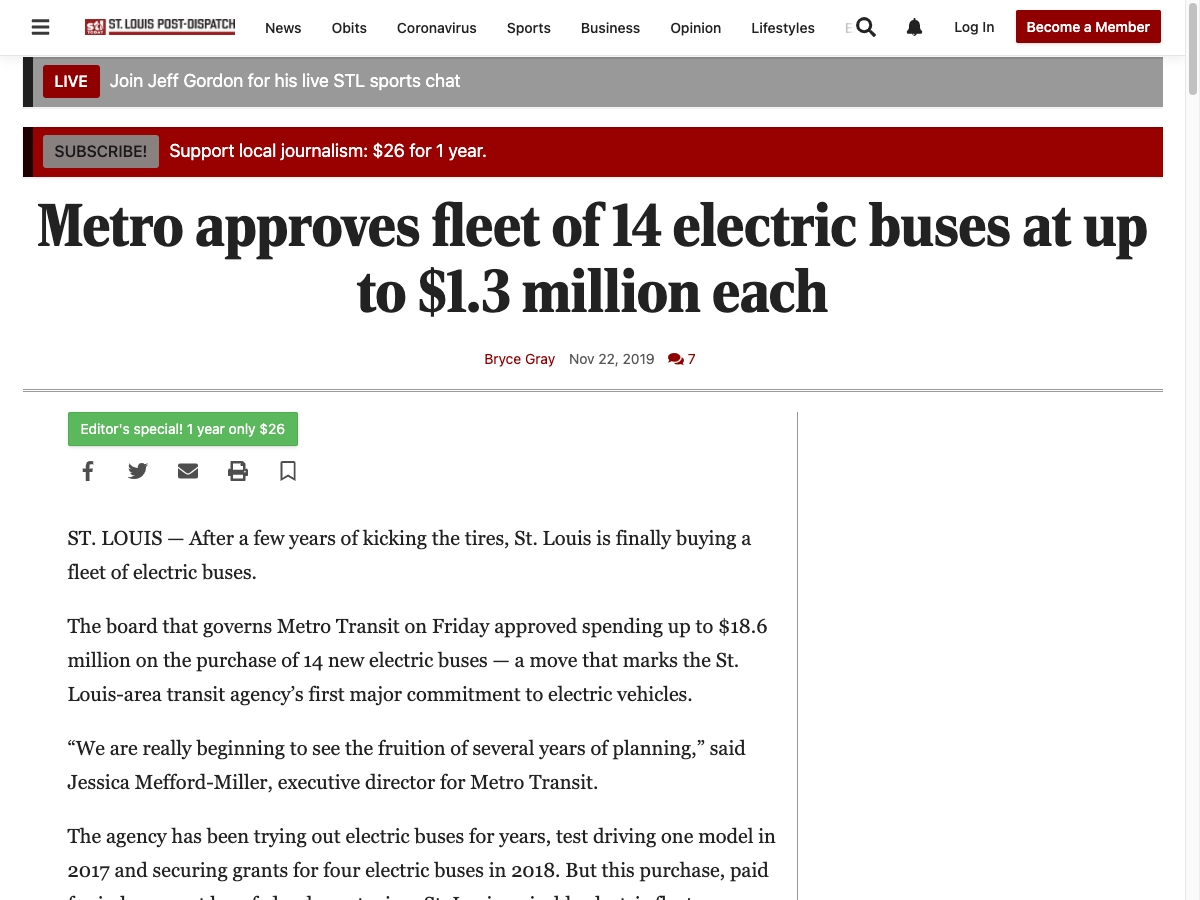 STL TODAY ST. LOUIS POST-DISPATCH News Obits Coronavirus Sports Business Opinion Lifestyles E Log In Become a Member
LIVE Join Jeff Gordon for his live STL sports chat
SUBSCRIBE! Support local journalism: $26 for 1 year.
Metro approves fleet of 14 electric buses at up
to $1.3 million each
Bryce Gray Nov 22, 2019 7
Editor's special! 1 year only $26
ST. LOUIS — After a few years of kicking the tires, St. Louis is finally buying a
fleet of electric buses.
The board that governs Metro Transit on Friday approved spending up to $18.6
million on the purchase of 14 new electric buses — a move that marks the St.
Louis-area transit agency’s first major commitment to electric vehicles.
“We are really beginning to see the fruition of several years of planning,” said
Jessica Mefford-Miller, executive director for Metro Transit.
The agency has been trying out electric buses for years, test driving one model in
2017 and securing grants for four electric buses in 2018. But this purchase, paid